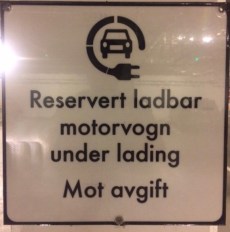 Reservert ladbar
motorvogn
under lading
Mot avgift